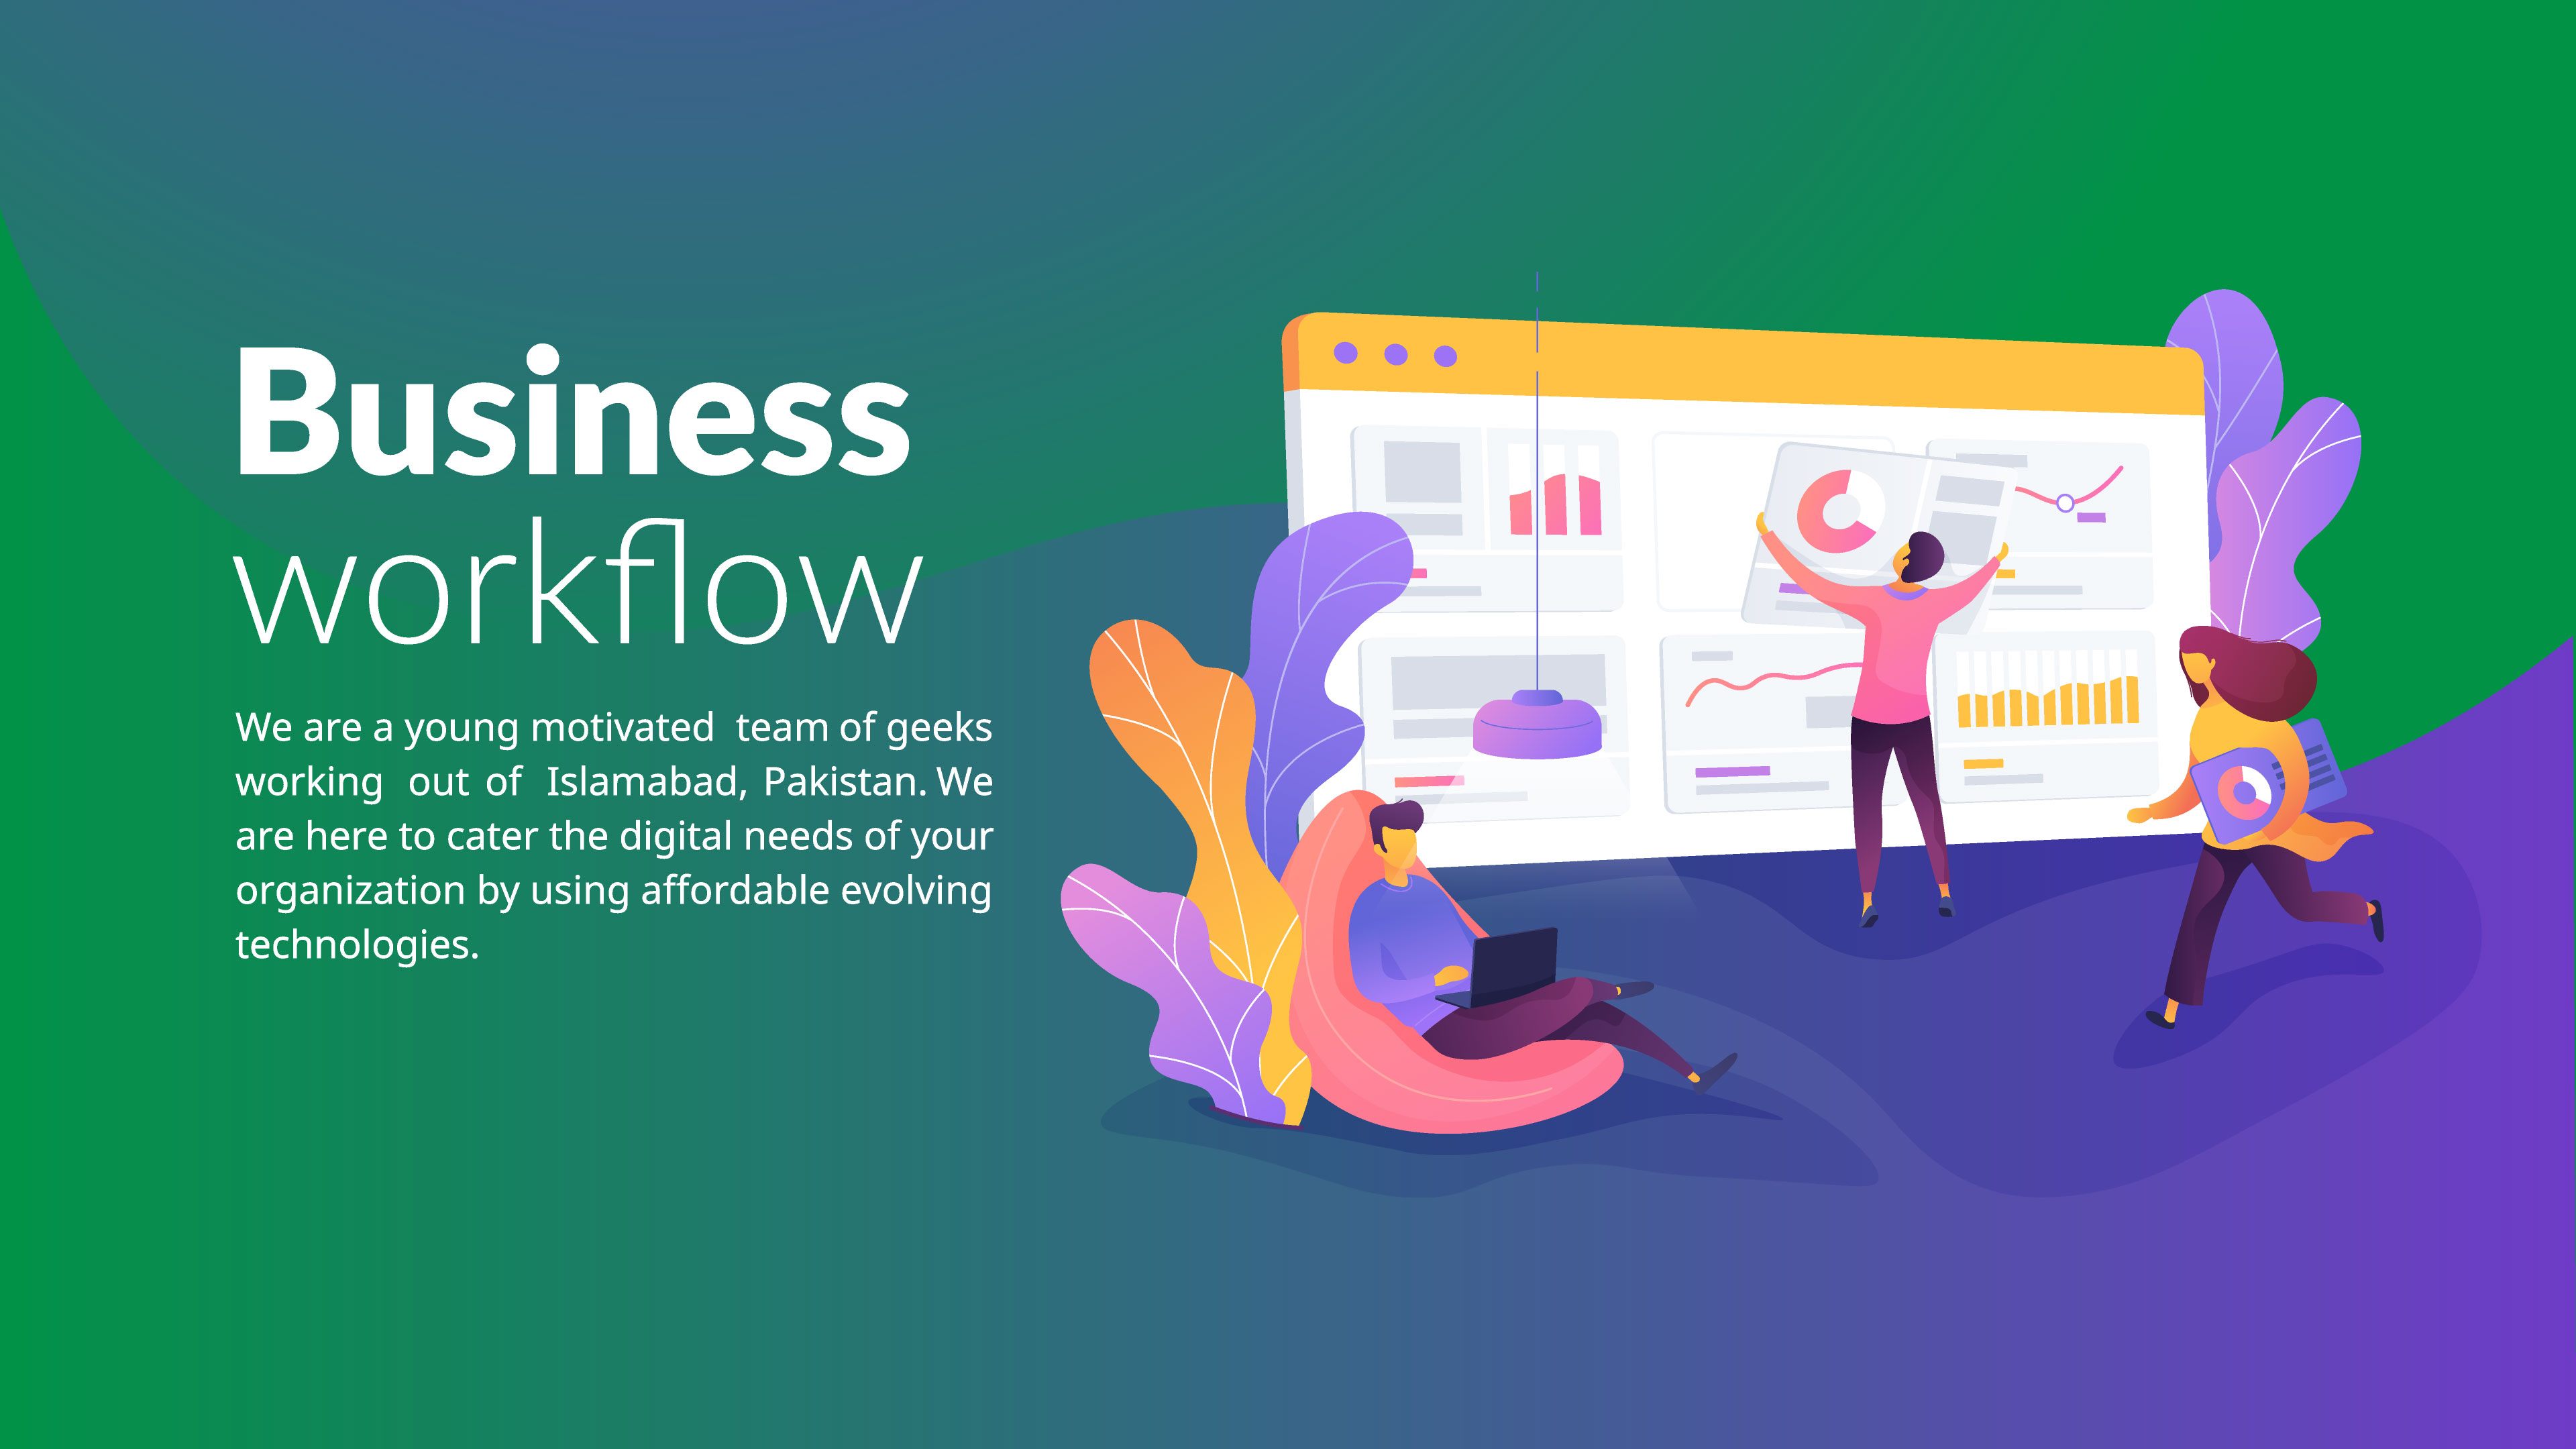 Business
workflow
We are a young motivated team of geeks
working out of Islamabad, Pakistan. We
are here to cater the digital needs of your
organization by using affordable evolving
technologies.